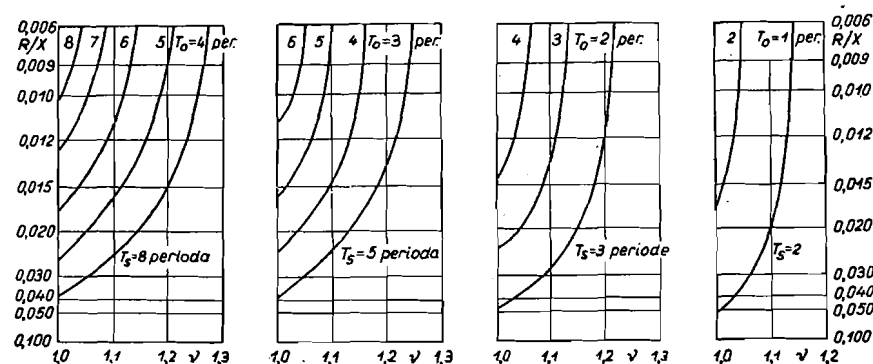 0,006
R/X
0,009
0,010
0,012
0,015
0,020
0,030
0,040
0,050
0,100
8 7 6 5 T₀=4 per.
Tₛ=8 perioda
1,0 1,1 1,2 ν 1,3
6 5 4 T₀=3 per.
Tₛ=5 perioda
1,0 1,1 1,2 ν 1,3
4 3 T₀=2 per.
Tₛ=3 periode
1,0 1,1 1,2 ν 1,3
2 T₀=1 per.
Tₛ=2
1,0 1,1 ν 1,2
0,006
R/X
0,009
0,010
0,012
0,015
0,020
0,030
0,040
0,050
0,100